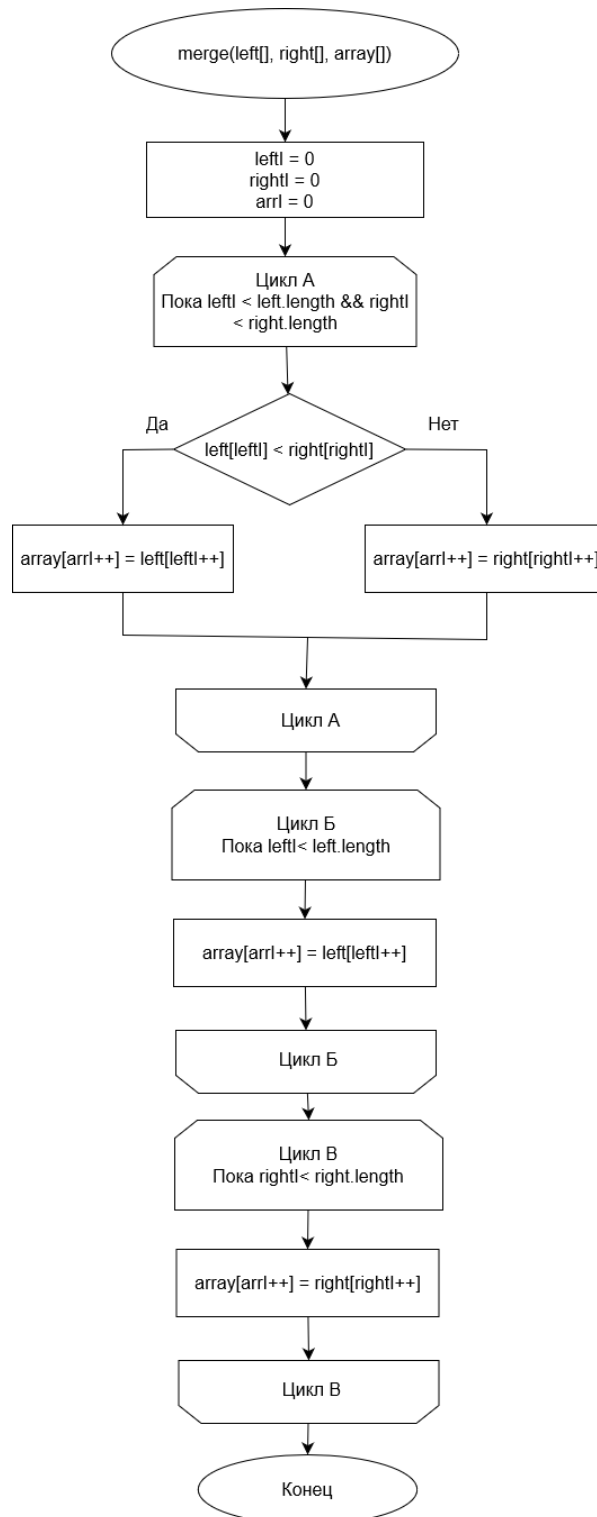 merge(left[], right[], array[])
leftI = 0
rightI = 0
arrI = 0
Цикл А
Пока leftI < left.length && rightI
< right.length
Да
Нет
left[leftI] < right[rightI]
array[arrI++] = left[leftI++]
array[arrI++] = right[rightI++]
Цикл А
Цикл Б
Пока leftI< left.length
array[arrI++] = left[leftI++]
Цикл Б
Цикл В
Пока rightI< right.length
array[arrI++] = right[rightI++]
Цикл В
Конец